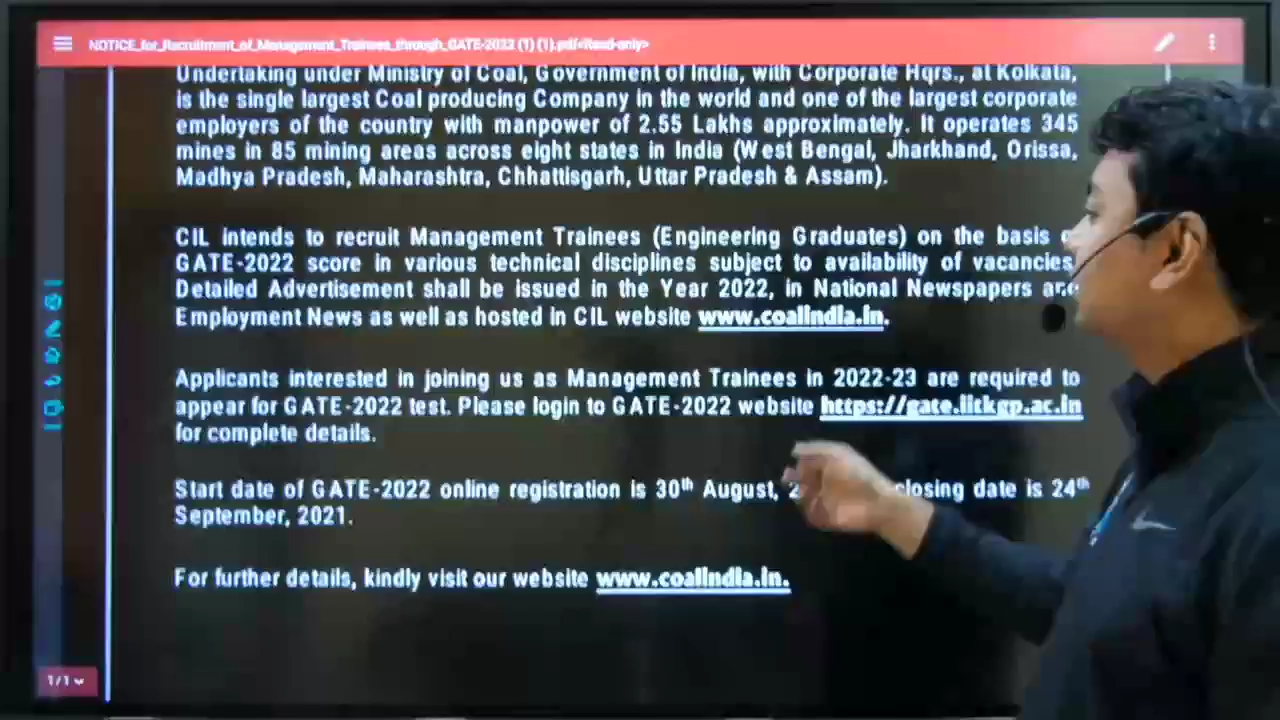 NOTICE_for_Recruitment_of_Management_Trainees_through_GATE-2022 (1) (1).pdf<Read-only>
Undertaking under Ministry of Coal, Government of India, with Corporate Hqrs., at Kolkata,
is the single largest Coal producing Company in the world and one of the largest corporate
employers of the country with manpower of 2.55 Lakhs approximately. It operates 345
mines in 85 mining areas across eight states in India (West Bengal, Jharkhand, Orissa,
Madhya Pradesh, Maharashtra, Chhattisgarh, Uttar Pradesh & Assam).
CIL intends to recruit Management Trainees (Engineering Graduates) on the basis
GATE-2022 score in various technical disciplines subject to availability of vacancies
Detailed Advertisement shall be issued in the Year 2022, in National Newspapers and
Employment News as well as hosted in CIL website www.coalindia.in.
Applicants interested in joining us as Management Trainees in 2022-23 are required to
appear for GATE-2022 test. Please login to GATE-2022 website https://gate.iitkgp.ac.in
for complete details.
Start date of GATE-2022 online registration is 30th August, closing date is 24th
September, 2021.
For further details, kindly visit our website www.coalindia.in.
1/1